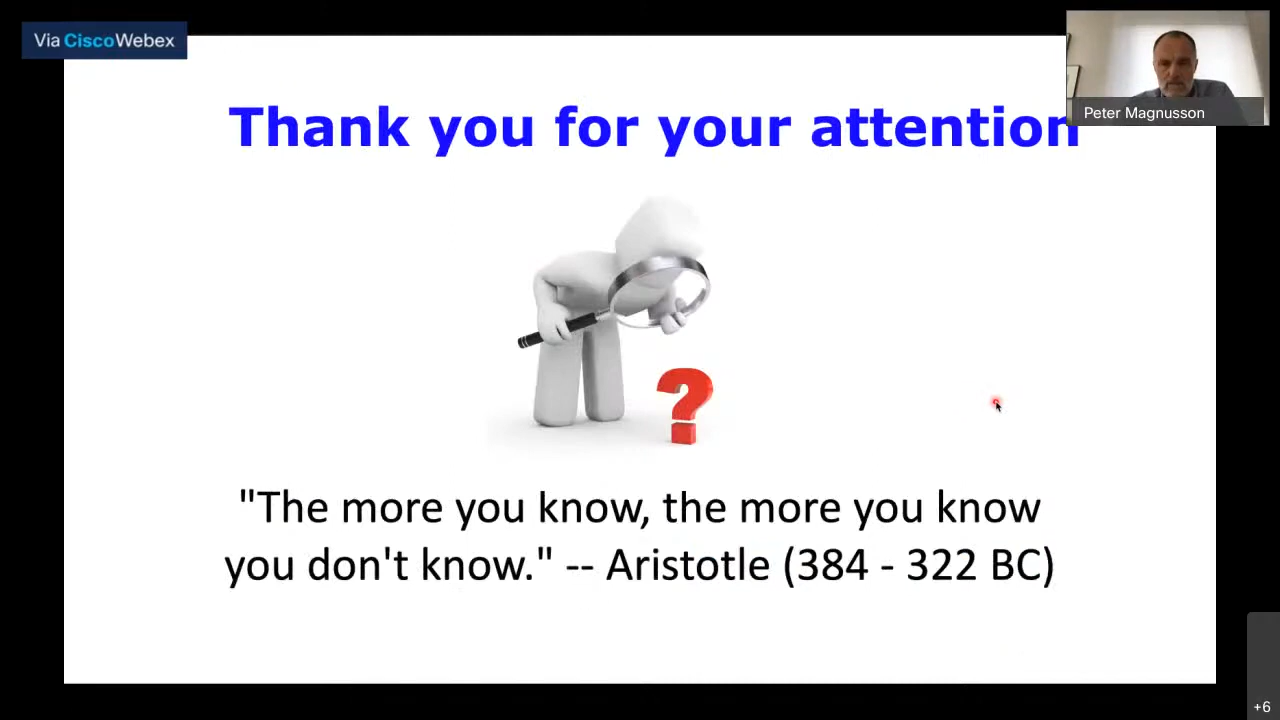 Via CiscoWebex
Peter Magnusson
Thank you for your attention
?
"The more you know, the more you know
you don't know." -- Aristotle (384 - 322 BC)
+6